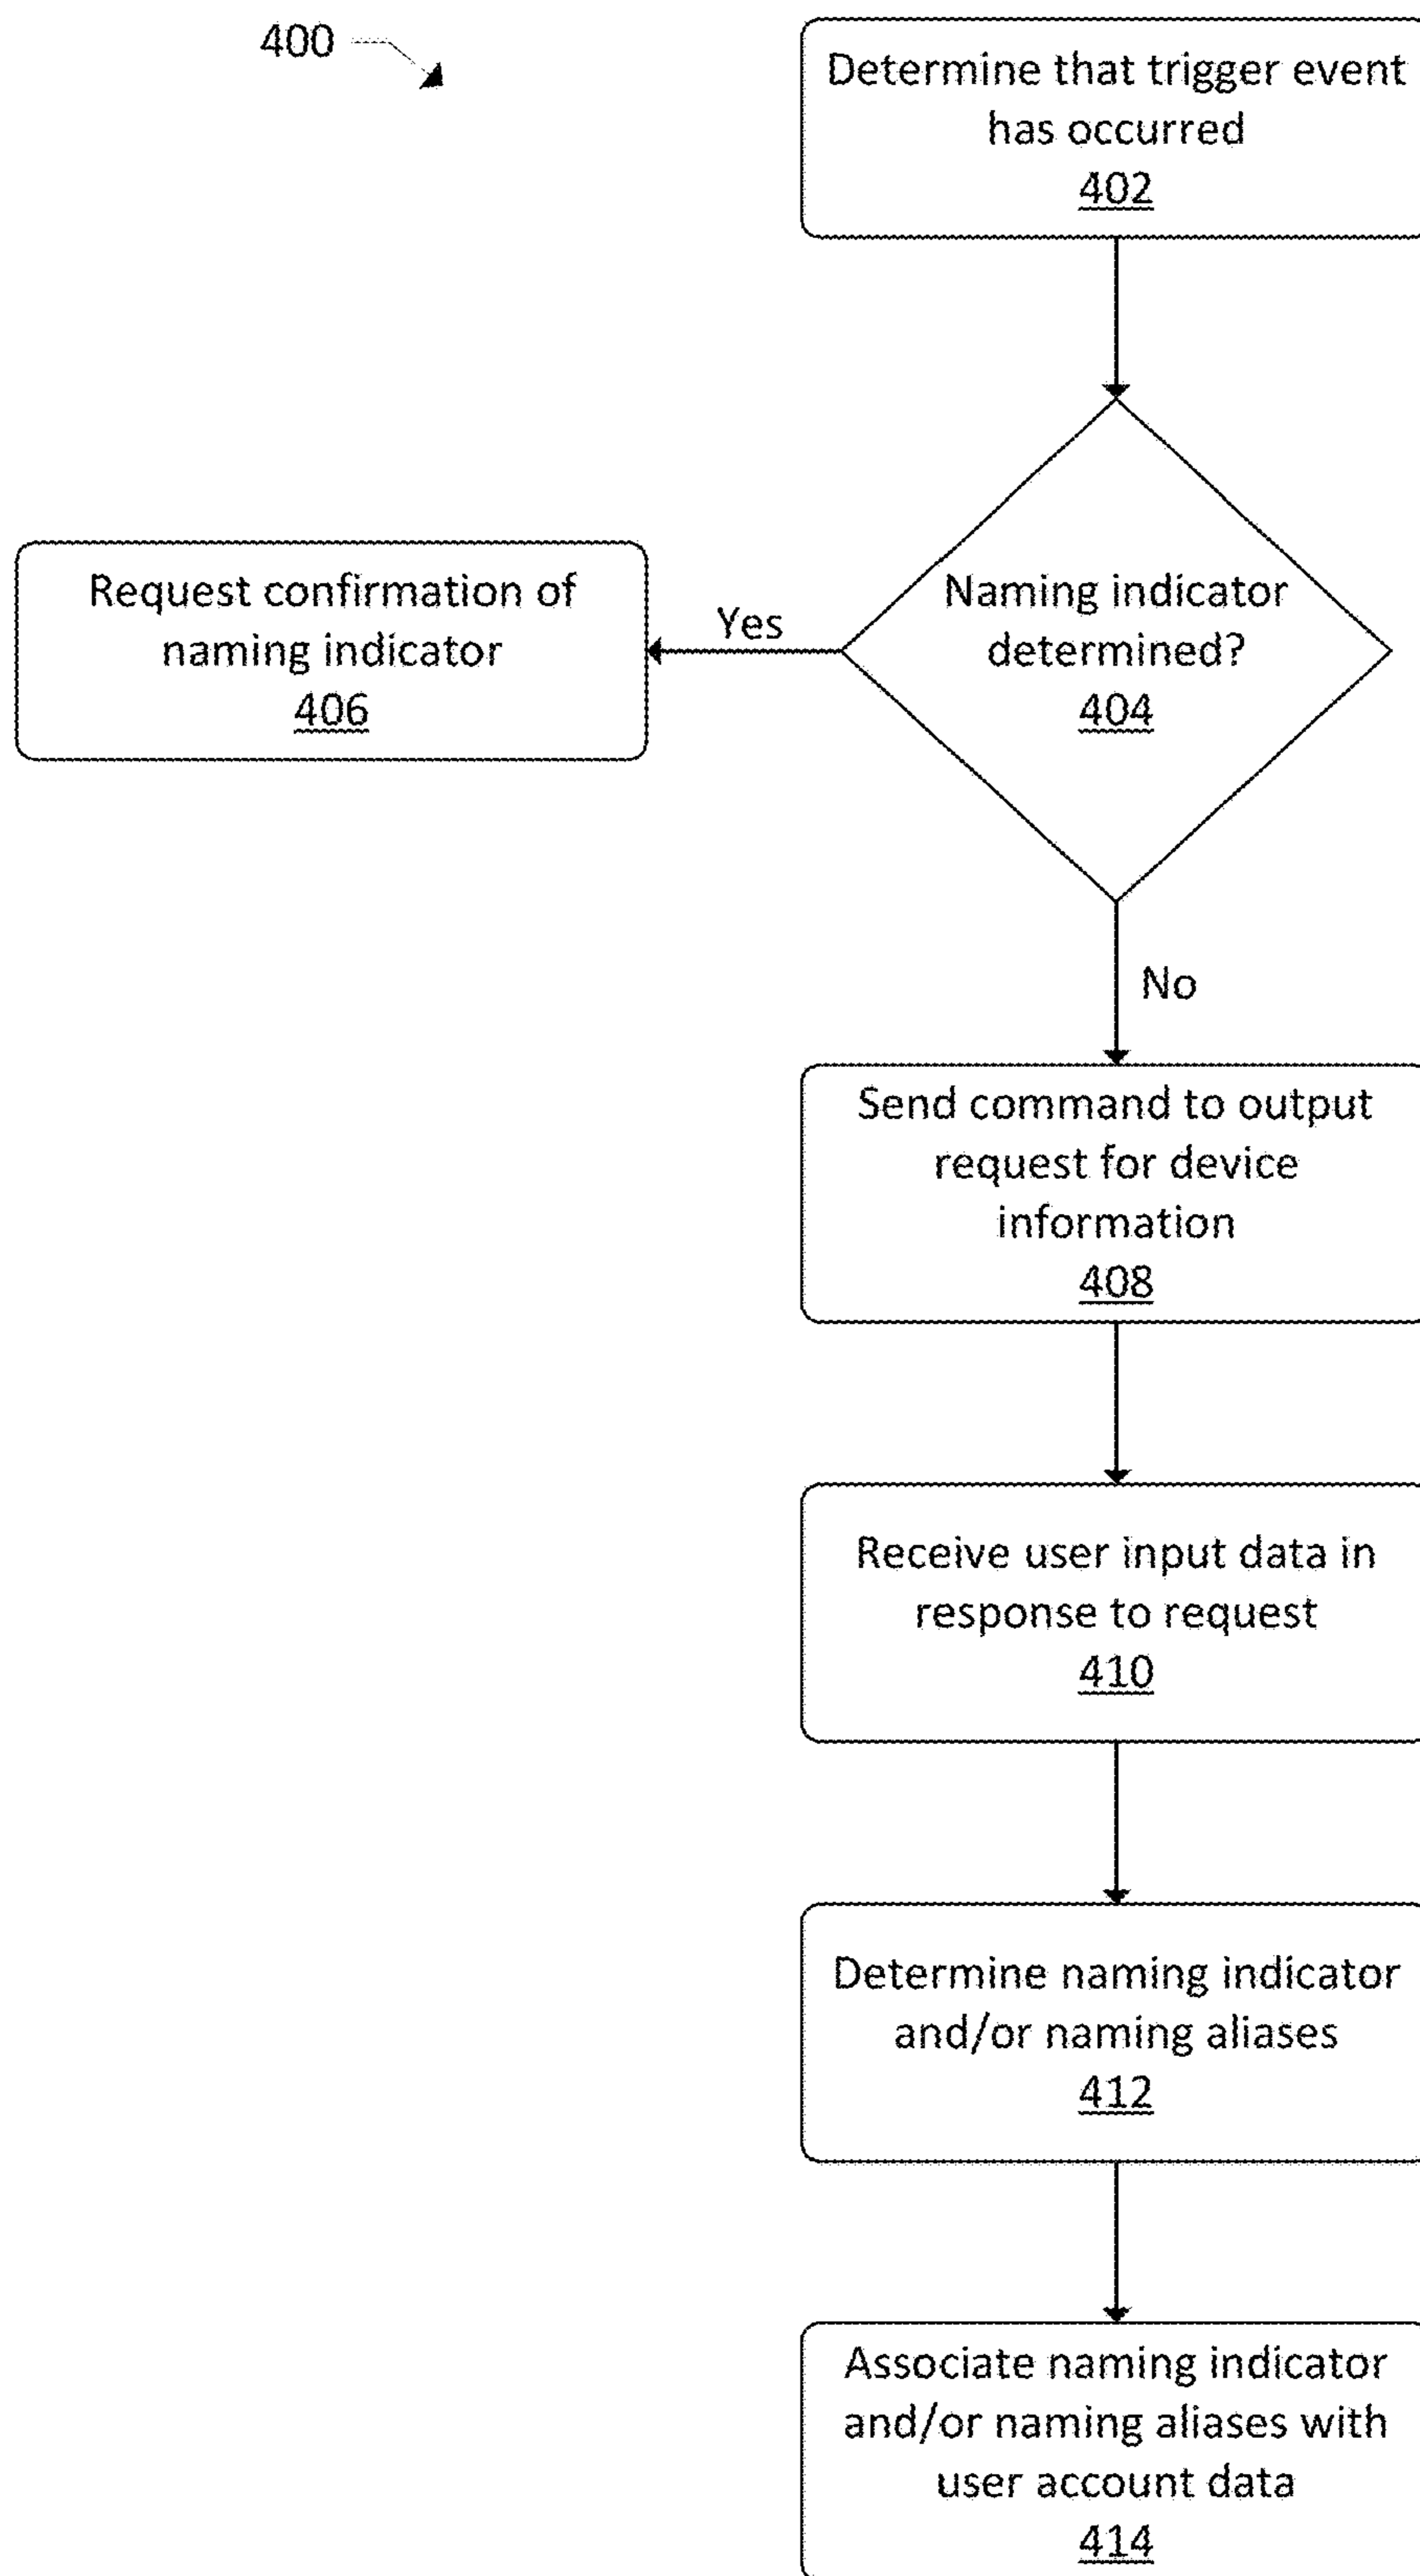 400
Determine that trigger event
has occurred
402
Naming indicator
determined?
404
Yes
Request confirmation of
naming indicator
406
No
Send command to output
request for device
information
408
Receive user input data in
response to request
410
Determine naming indicator
and/or naming aliases
412
Associate naming indicator
and/or naming aliases with
user account data
414